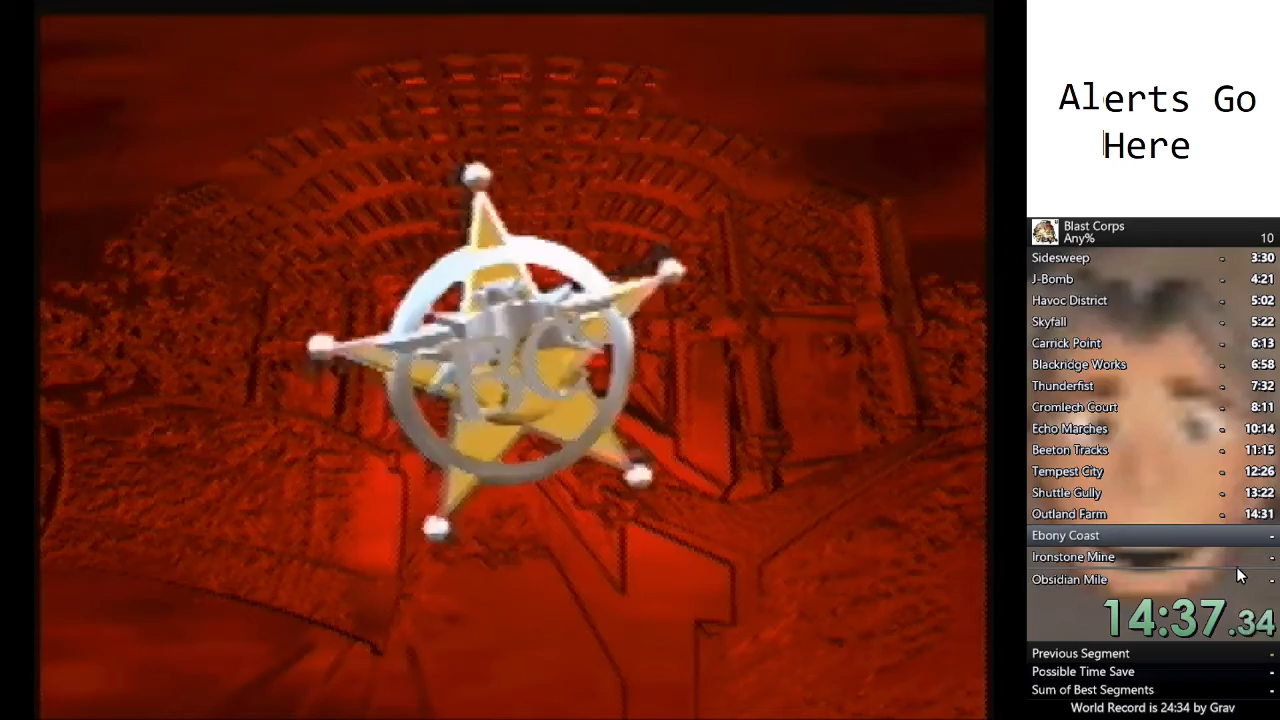 BC
Alerts Go
Here
Blast Corps
Any% 10
Sidesweep - 3:30
J-Bomb - 4:21
Havoc District - 5:02
Skyfall - 5:22
Carrick Point - 6:13
Blackridge Works - 6:58
Thunderfist - 7:32
Cromlech Court - 8:11
Echo Marches - 10:14
Beeton Tracks - 11:15
Tempest City - 12:26
Shuttle Gully - 13:22
Outland Farm - 14:31
Ebony Coast -
Ironstone Mine -
Obsidian Mile -
14:37.34
Previous Segment -
Possible Time Save -
Sum of Best Segments -
World Record is 24:34 by Grav